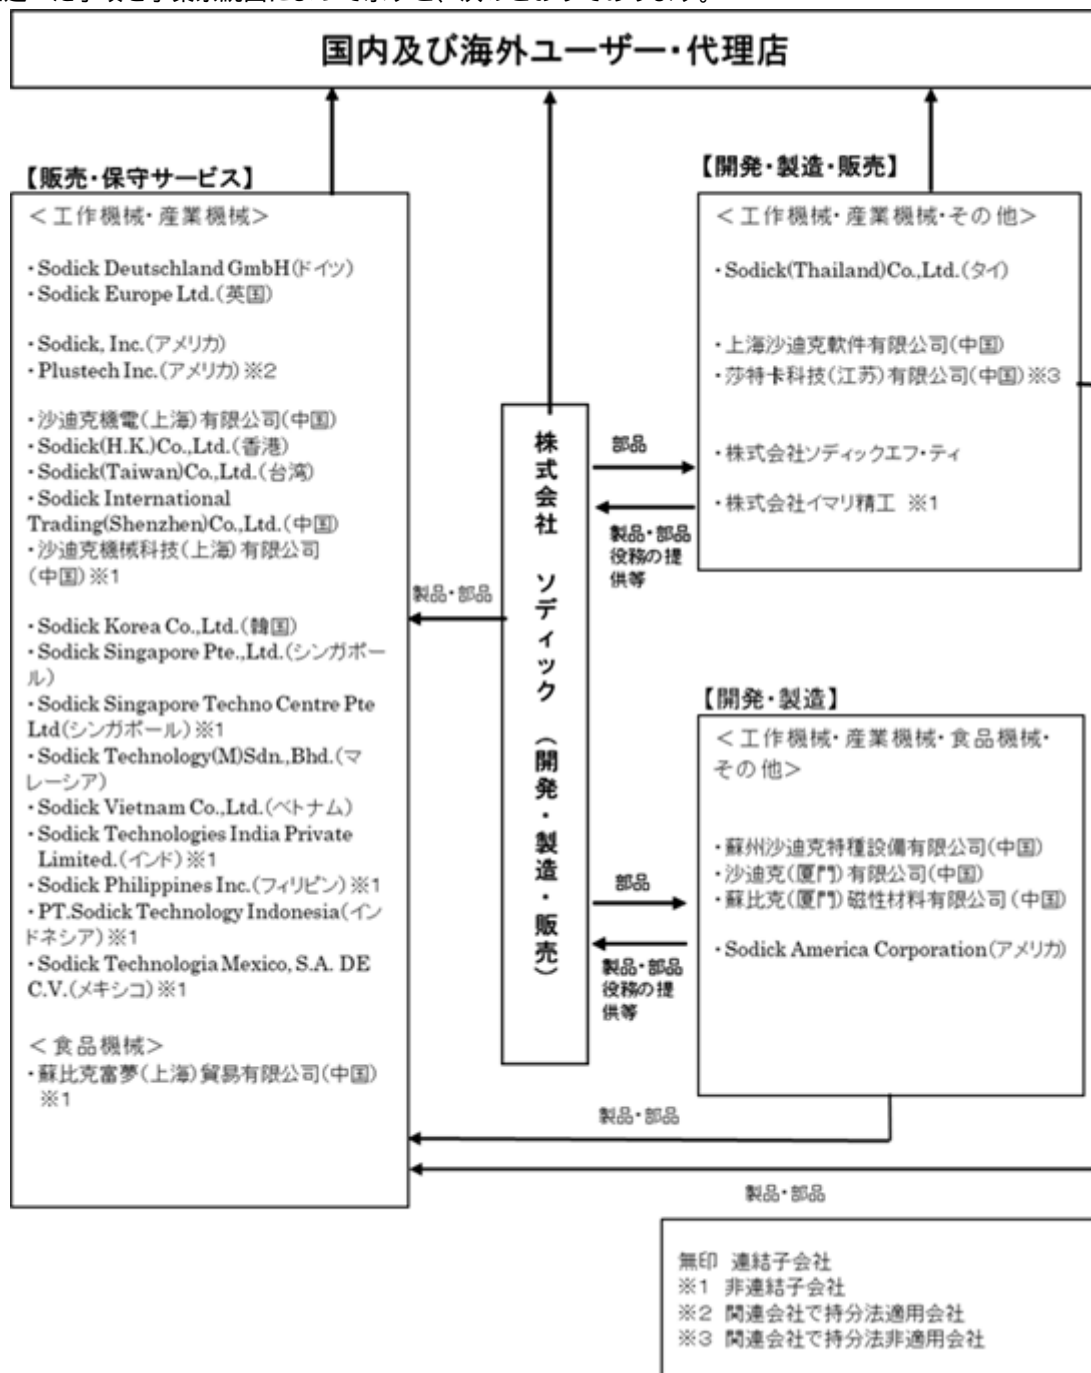 国内及び海外ユーザー・代理店
【販売・保守サービス】
＜工作機械・産業機械＞
・Sodick Deutschland GmbH(ドイツ)
・Sodick Europe Ltd.(英国)
・Sodick, Inc.(アメリカ)
・Plustech Inc.(アメリカ)※2
・沙迪克機電(上海)有限公司(中国)
・Sodick(H.K.)Co.,Ltd.(香港)
・Sodick(Taiwan)Co.,Ltd.(台湾)
・Sodick International
Trading(Shenzhen)Co.,Ltd.(中国)
・沙迪克機械科技(上海)有限公司
(中国)※1
・Sodick Korea Co.,Ltd.(韓国)
・Sodick Singapore Pte.,Ltd.(シンガポー
ル)
・Sodick Singapore Techno Centre Pte
Ltd(シンガポール)※1
・Sodick Technology(M)Sdn.,Bhd.(マ
レーシア)
・Sodick Vietnam Co.,Ltd.(ベトナム)
・Sodick Technologies India Private
Limited.(インド)※1
・Sodick Philippines Inc.(フィリピン)※1
・PT.Sodick Technology Indonesia(イン
ドネシア)※1
・Sodick Technologia Mexico, S.A. DE
C.V.(メキシコ)※1
＜食品機械＞
・蘇比克富夢(上海)貿易有限公司(中国)
※1
製品・部品
株式会社 ソディック (開発・製造・販売)
部品
製品・部品
役務の提
供等
部品
製品・部品
役務の提
供等
【開発・製造・販売】
＜工作機械・産業機械・その他＞
・Sodick(Thailand)Co.,Ltd.(タイ)
・上海沙迪克軟件有限公司(中国)
・莎特卡科技(江苏)有限公司(中国)※3
・株式会社ソディックエフ・ティ
・株式会社イマリ精工 ※1
【開発・製造】
＜工作機械・産業機械・食品機械・
その他＞
・蘇州沙迪克特種設備有限公司(中国)
・沙迪克(厦門)有限公司(中国)
・蘇比克(厦門)磁性材料有限公司(中国)
・Sodick America Corporation(アメリカ)
製品・部品
製品・部品
無印 連結子会社
※1 非連結子会社
※2 関連会社で持分法適用会社
※3 関連会社で持分法非適用会社